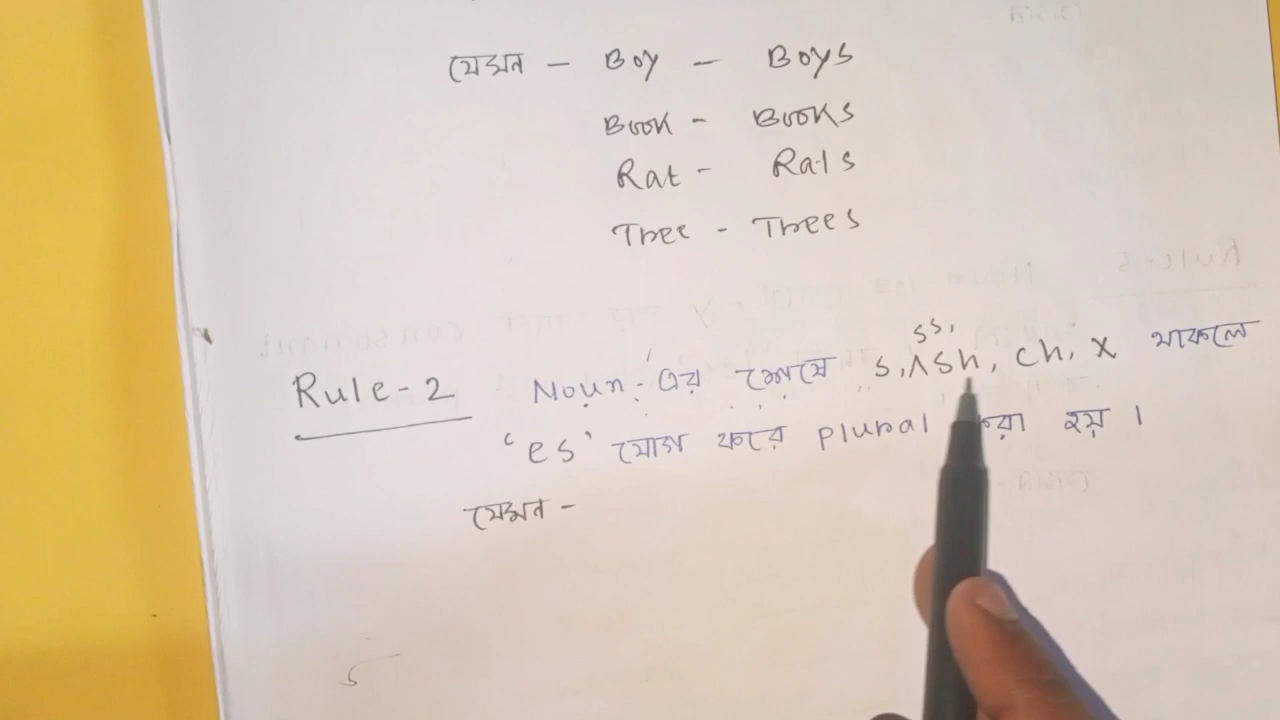 যেমন - Boy - Boys
Book - Books
Rat - Rats
Tree - Trees
Rule-2 Noun-এর শেষে s, ss, sh, ch, x থাকলে
'es' যোগ করে plural করা হয়।
যেমন -